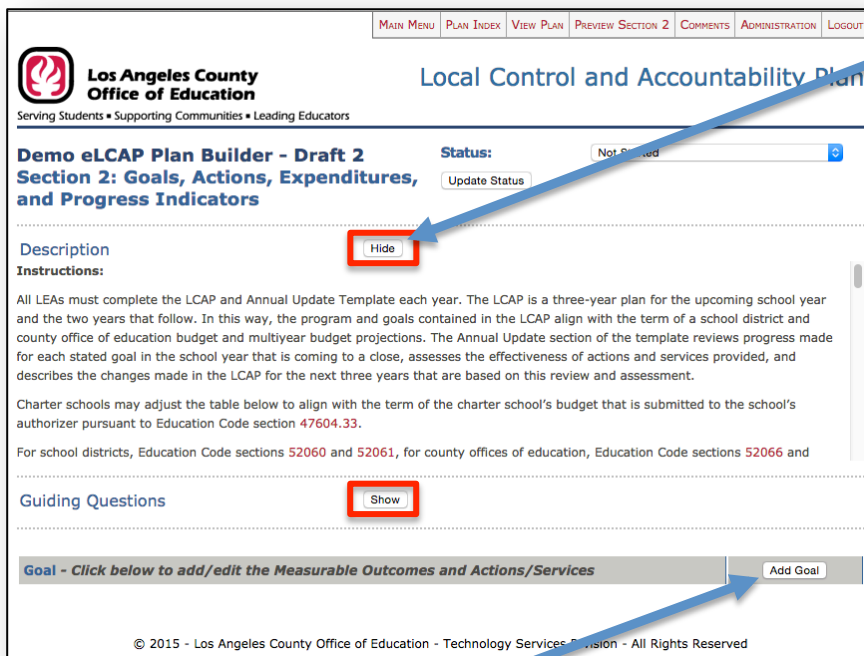 MAIN MENU PLAN INDEX VIEW PLAN PREVIEW SECTION 2 COMMENTS ADMINISTRATION LOGOUT
Los Angeles County
Office of Education
Serving Students ▪ Supporting Communities ▪ Leading Educators
Local Control and Accountability Plan
Demo eLCAP Plan Builder - Draft 2
Section 2: Goals, Actions, Expenditures,
and Progress Indicators
Status:
Not Started
Update Status
Description
Hide
Instructions:
All LEAs must complete the LCAP and Annual Update Template each year. The LCAP is a three-year plan for the upcoming school year
and the two years that follow. In this way, the program and goals contained in the LCAP align with the term of a school district and
county office of education budget and multiyear budget projections. The Annual Update section of the template reviews progress made
for each stated goal in the school year that is coming to a close, assesses the effectiveness of actions and services provided, and
describes the changes made in the LCAP for the next three years that are based on this review and assessment.
Charter schools may adjust the table below to align with the term of the charter school's budget that is submitted to the school's
authorizer pursuant to Education Code section 47604.33.
For school districts, Education Code sections 52060 and 52061, for county offices of education, Education Code sections 52066 and
Guiding Questions
Show
Goal - Click below to add/edit the Measurable Outcomes and Actions/Services
Add Goal
© 2015 - Los Angeles County Office of Education - Technology Services Division - All Rights Reserved